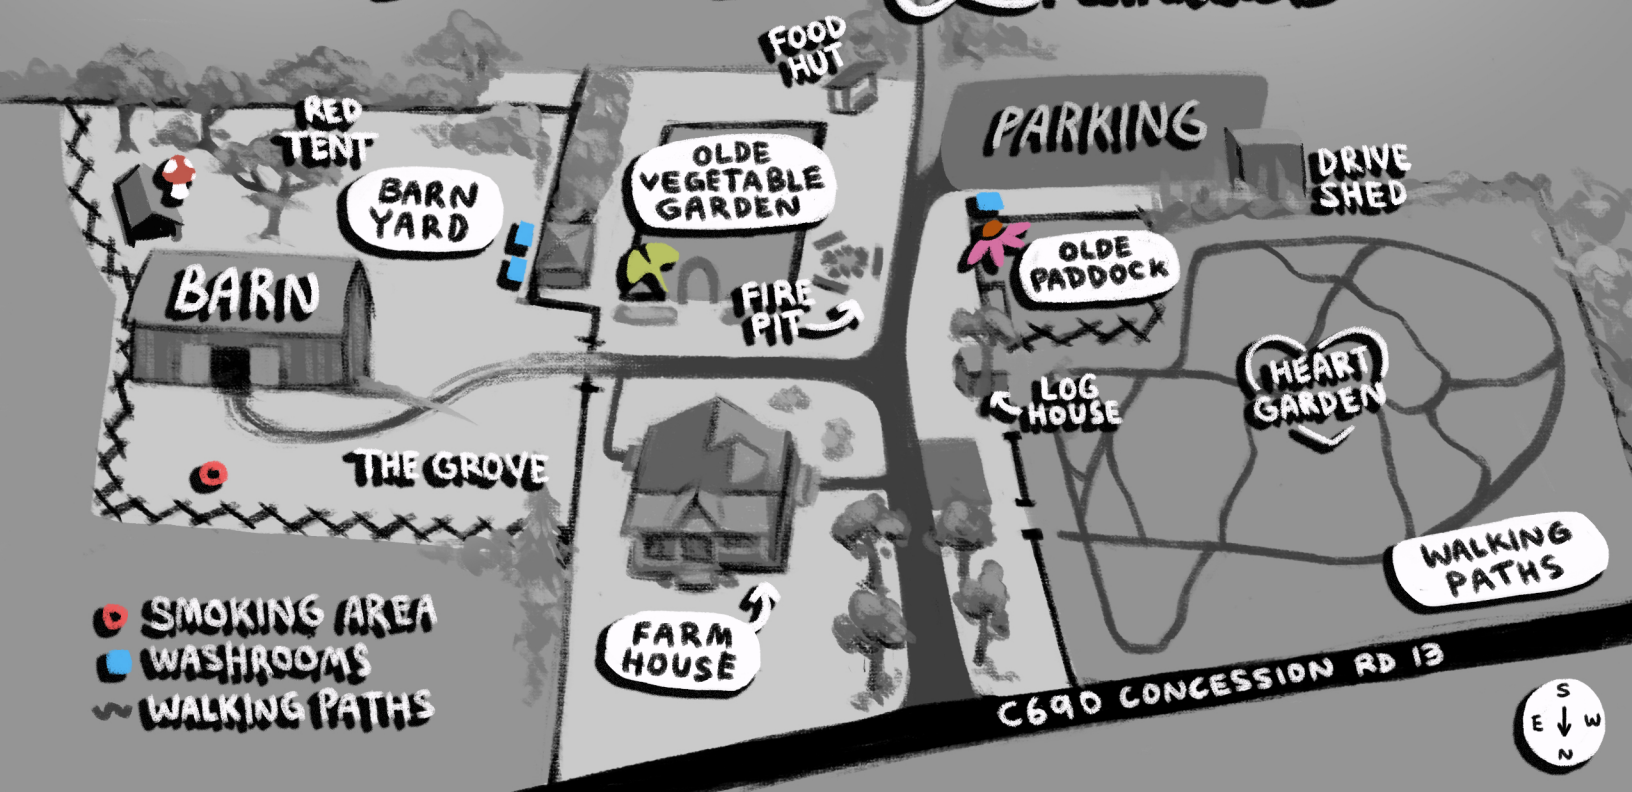 FOOD
HUT
RED
TENT
PARKING
OLDE
VEGETABLE
GARDEN
DRIVE
SHED
BARN
YARD
OLDE
PADDOCK
BARN
FIRE
PIT
HEART
GARDEN
LOG
HOUSE
THE GROVE
WALKING
PATHS
SMOKING AREA
WASHROOMS
WALKING PATHS
FARM
HOUSE
C690 CONCESSION RD 13
S
E W
N